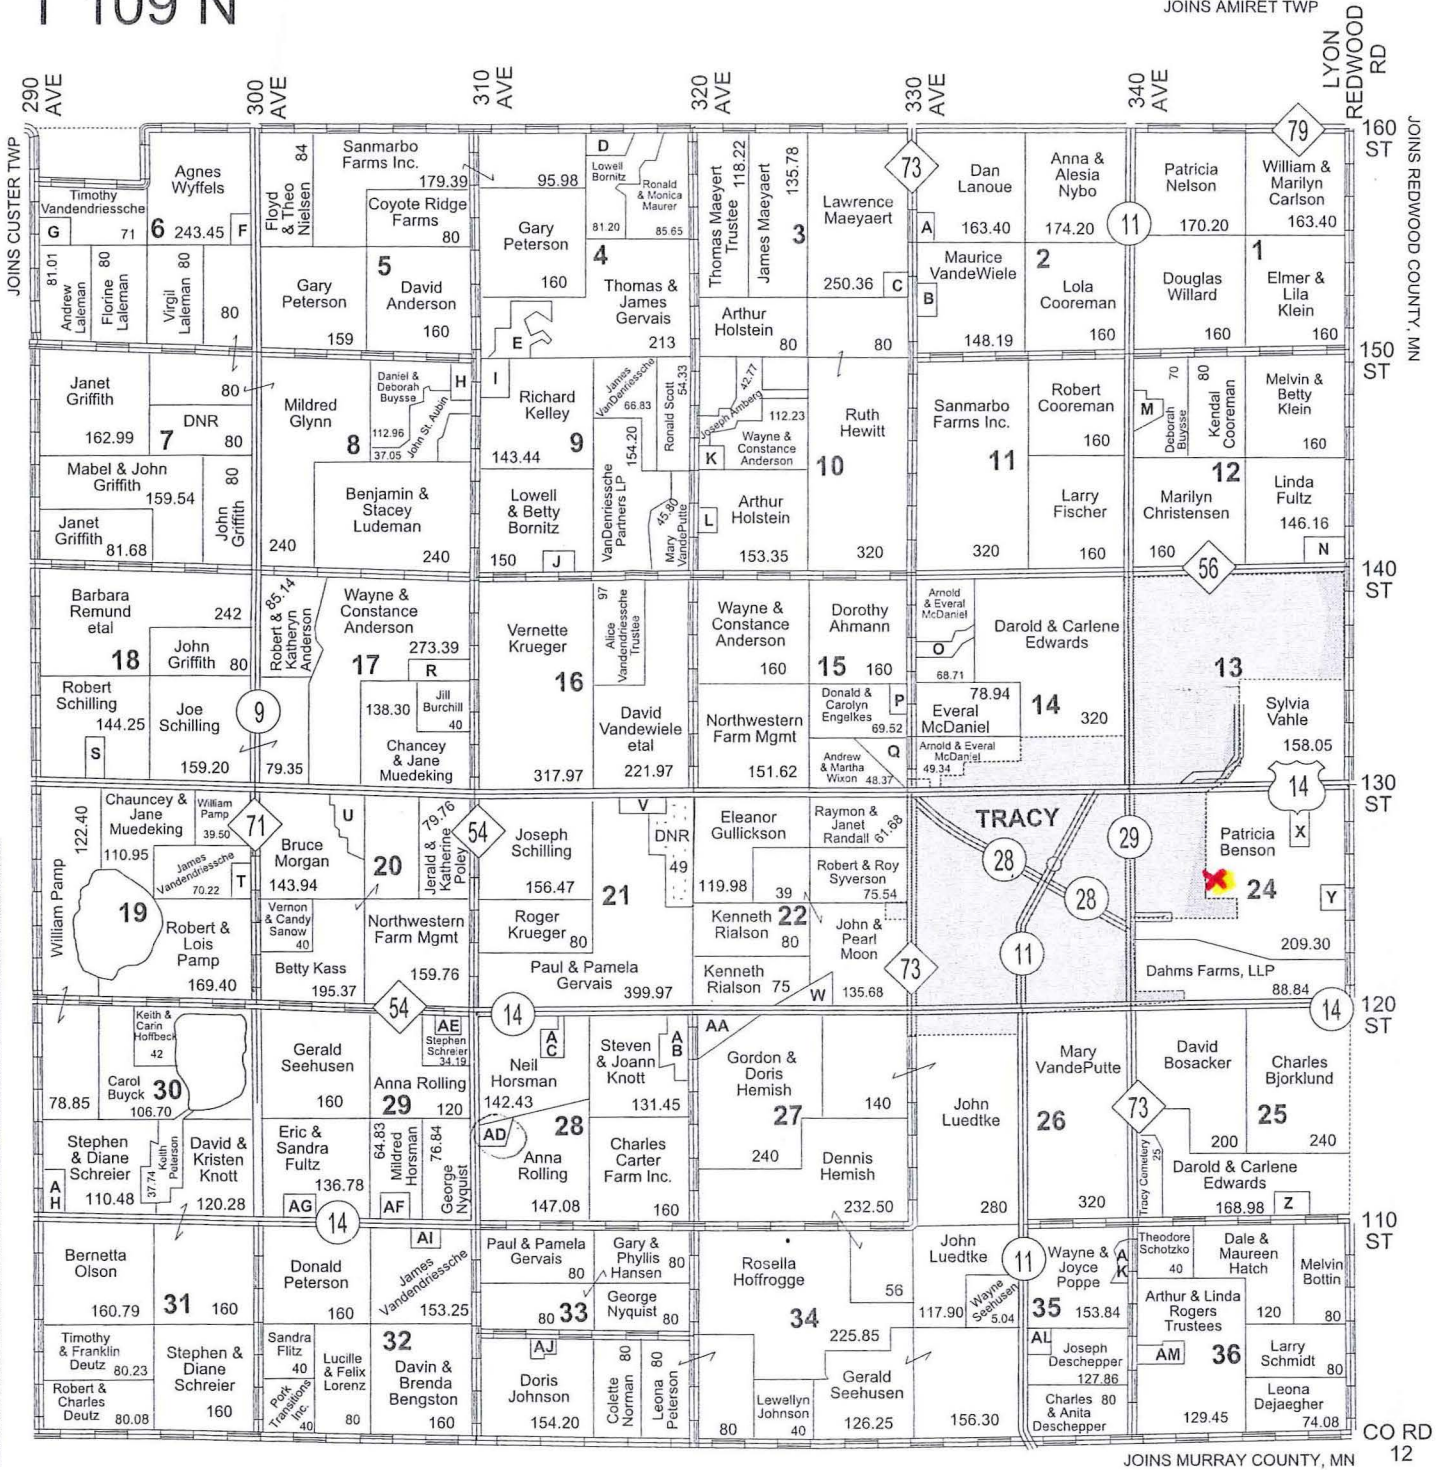 T 109 N
JOINS AMIRET TWP
LYON
REDWOOD
RD
290
AVE
300
AVE
310
AVE
320
AVE
330
AVE
340
AVE
JOINS CUSTER TWP
JOINS REDWOOD COUNTY, MN
160
ST
79
73
11
Timothy
Vandendriessche
71
G
Agnes
Wyffels
6
243.45
F
81.01
Andrew
Laleman
Florine
Laleman
80
Virgil
Laleman
80
80
Floyd
& Theo
Nielsen
84
Sanmarbo
Farms Inc.
179.39
Coyote Ridge
Farms
80
5
Gary
Peterson
159
David
Anderson
160
95.98
Gary
Peterson
160
D
Lowell
Bornitz
81.20
Ronald
& Monica
Maurer
85.65
4
Thomas &
James
Gervais
213
E
Thomas Maeyert
Trustee 118.22
James Maeyaert
135.78
3
Lawrence
Maeyaert
250.36
C
Arthur
Holstein
80
80
A
Dan
Lanoue
163.40
Anna &
Alesia
Nybo
174.20
Maurice
VandeWiele
B
148.19
2
Lola
Cooreman
160
Patricia
Nelson
170.20
William &
Marilyn
Carlson
163.40
1
Douglas
Willard
160
Elmer &
Lila
Klein
160
150
ST
Janet
Griffith
162.99
80
DNR
7
80
Mabel & John
Griffith
159.54
Janet
Griffith
81.68
John
Griffith
80
Mildred
Glynn
8
240
Daniel &
Deborah
Buysse
112.96
37.05
John St. Aubin
H
Benjamin &
Stacey
Ludeman
240
I
Richard
Kelley
143.44
9
James
VanDenriessche
66.83
Ronald Scott
54.33
Lowell
& Betty
Bornitz
150
J
VanDenriessche
Partners LP
154.20
45.80
Mary
VandePutte
42.77
Joseph Amberg
112.23
K
Wayne &
Constance
Anderson
Ruth
Hewitt
10
L
Arthur
Holstein
153.35
320
Sanmarbo
Farms Inc.
11
320
Robert
Cooreman
160
Larry
Fischer
160
M
70
Deborah
Buysse
80
Kendal
Cooreman
Melvin &
Betty
Klein
160
12
Marilyn
Christensen
160
Linda
Fultz
146.16
N
56
140
ST
Barbara
Remund
etal
242
18
John
Griffith 80
Robert
Schilling
144.25
S
Joe
Schilling
159.20
9
Robert &
Katheryn
Anderson
85.14
79.35
Wayne &
Constance
Anderson
273.39
17
R
138.30
Jill
Burchill
40
Chancey
& Jane
Muedeking
Vernette
Krueger
16
317.97
97
Alice
Vandendriessche
Trustee
David
Vandewiele
etal
221.97
Wayne &
Constance
Anderson
160
Dorothy
Ahmann
15
160
Northwestern
Farm Mgmt
151.62
Donald &
Carolyn
Engelkes
69.52
P
Q
Andrew
& Martha
Wixon
48.37
Arnold
& Everal
McDaniel
O
68.71
Darold & Carlene
Edwards
78.94
Everal
McDaniel
14
320
Arnold & Everal
McDaniel
49.34
13
Sylvia
Vahle
158.05
14
130
ST
William Pamp
122.40
Chauncey &
Jane
Muedeking
110.95
William
Pamp
39.50
James
Vandendriessche
70.22
T
19
Robert &
Lois
Pamp
169.40
71
Bruce
Morgan
143.94
U
20
79.76
Jerald &
Katherine
Poley
Vernon
& Candy
Sanow
40
Betty Kass
195.37
Northwestern
Farm Mgmt
159.76
54
Joseph
Schilling
156.47
Roger
Krueger
80
V
DNR
49
21
Paul & Pamela
Gervais
399.97
Eleanor
Gullickson
119.98
39
Raymon &
Janet
Randall
61.68
Robert & Roy
Syverson
75.54
Kenneth
Rialson
80
22
John &
Pearl
Moon
135.68
Kenneth
Rialson
75
W
73
TRACY
28
28
29
11
Patricia
Benson
X
24
Y
209.30
Dahms Farms, LLP
88.84
54
14
14
120
ST
78.85
Keith &
Carin
Hoffbeck
42
Carol
Buyck
30
106.70
Stephen
& Diane
Schreier
A
H
110.48
37.74
Keith
Peterson
David &
Kristen
Knott
120.28
Gerald
Seehusen
160
AE
Stephen
Schreier
34.19
Anna Rolling
29
120
Eric &
Sandra
Fultz
136.78
AG
64.83
Mildred
Horsman
AF
76.84
George
Nyquist
A
C
Neil
Horsman
142.43
Steven
& Joann
Knott
A
B
131.45
AD
28
Anna
Rolling
147.08
Charles
Carter
Farm Inc.
160
AA
Gordon &
Doris
Hemish
27
240
140
Dennis
Hemish
232.50
John
Luedtke
280
Mary
VandePutte
26
320
David
Bosacker
73
200
Charles
Bjorklund
25
240
Tracy Cemetery
25
Darold & Carlene
Edwards
168.98
Z
14
110
ST
Bernetta
Olson
160.79
31
160
Timothy
& Franklin
Deutz 80.23
Robert &
Charles
Deutz 80.08
Stephen &
Diane
Schreier
160
Donald
Peterson
160
AI
James
Vandendriessche
153.25
Sandra
Flitz
40
Pork
Transitions
Inc.
40
Lucille
& Felix
Lorenz
80
32
Davin &
Brenda
Bengston
160
Paul & Pamela
Gervais
80
Gary &
Phyllis
Hansen
80
80
33
George
Nyquist 80
AJ
Doris
Johnson
154.20
Colette
Norman
80
Leona
Peterson
80
Rosella
Hoffrogge
56
34
225.85
80
Lewellyn
Johnson
40
Gerald
Seehusen
126.25
John
Luedtke
117.90
Wayne
Seehusen
5.04
156.30
11
Wayne &
Joyce
Poppe
A
K
35
153.84
AL
Joseph
Deschepper
127.86
Charles 80
& Anita
Deschepper
Theodore
Schotzko
40
Dale &
Maureen
Hatch
120
Melvin
Bottin
80
Arthur & Linda
Rogers
Trustees
AM
36
129.45
Larry
Schmidt
80
Leona
Dejaegher
74.08
CO RD
12
JOINS MURRAY COUNTY, MN